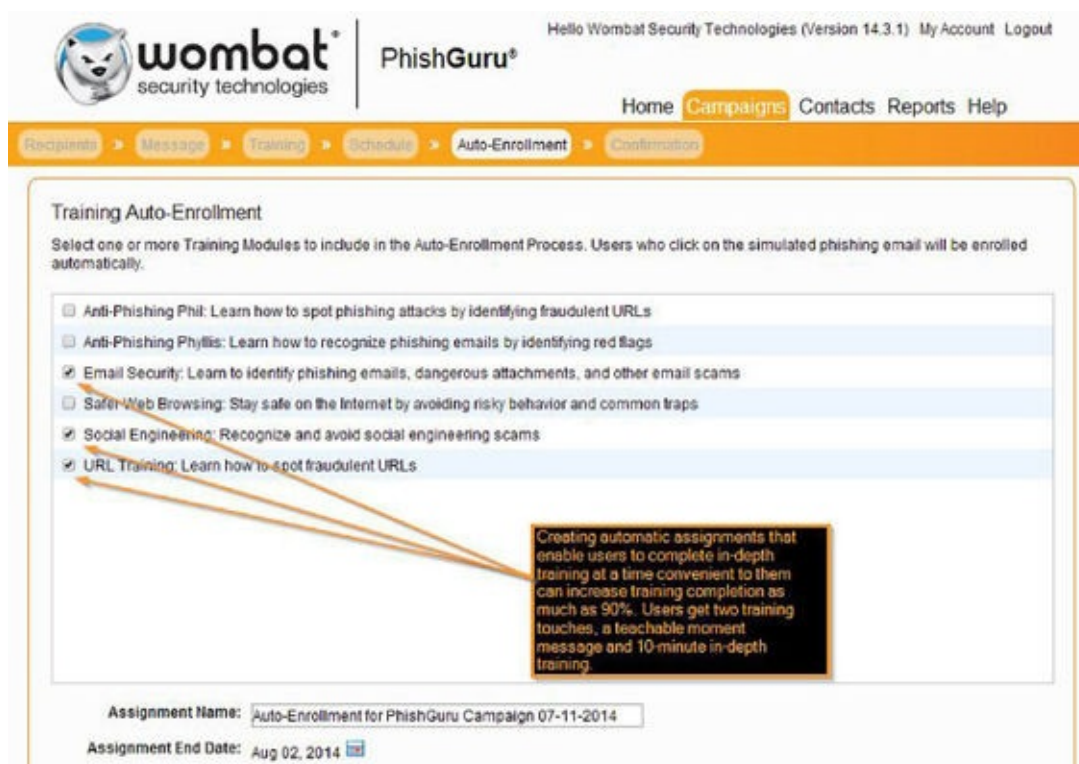 Hello Wombat Security Technologies (Version 14.3.1) My Account Logout
wombat®
security technologies
PhishGuru®
Home Campaigns Contacts Reports Help
Recipients » Message » Training » Schedule » Auto-Enrollment » Confirmation
Training Auto-Enrollment
Select one or more Training Modules to include in the Auto-Enrollment Process. Users who click on the simulated phishing email will be enrolled
automatically.
Anti-Phishing Phil: Learn how to spot phishing attacks by identifying fraudulent URLs
Anti-Phishing Phyllis: Learn how to recognize phishing emails by identifying red flags
Email Security: Learn to identify phishing emails, dangerous attachments, and other email scams
Safer Web Browsing: Stay safe on the Internet by avoiding risky behavior and common traps
Social Engineering: Recognize and avoid social engineering scams
URL Training: Learn how to spot fraudulent URLs
Creating automatic assignments that
enable users to complete in-depth
training at a time convenient to them
can increase training completion as
much as 90%. Users get two training
touches, a teachable moment
message and 10-minute in-depth
training.
Assignment Name: Auto-Enrollment for PhishGuru Campaign 07-11-2014
Assignment End Date: Aug 02, 2014